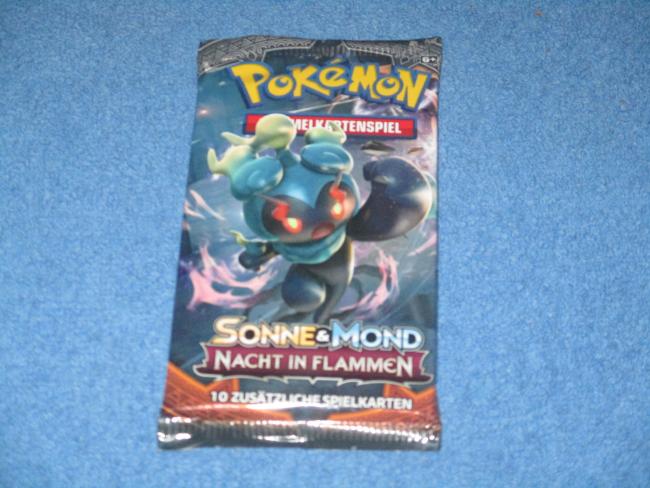 6+
POKéMON
MELKARTENSPIEL
SONNE & MOND
NACHT IN FLAMMEN
10 ZUSÄTZLICHE SPIELKARTEN